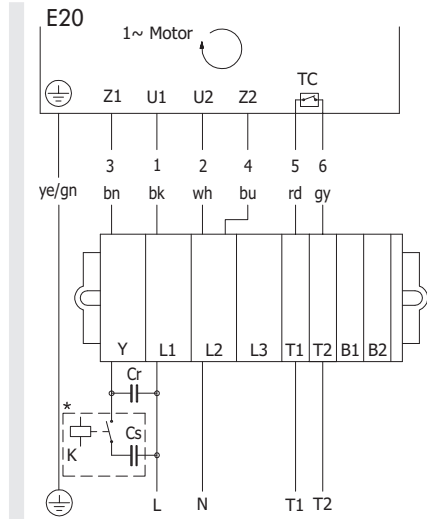 E20
1~ Motor
TC
Z1 U1 U2 Z2
3 1 2 4 5 6
ye/gn bn bk wh bu rd gy
Y L1 L2 L3 T1 T2 B1 B2
Cr
*
K Cs
L N T1 T2